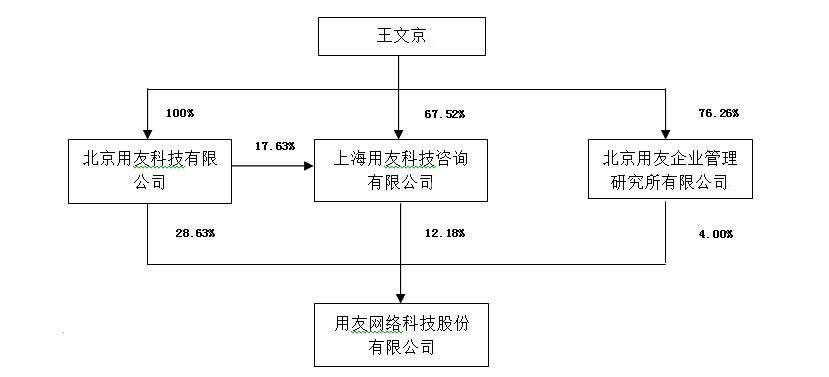 王文京
100%
67.52%
76.26%
北京用友科技有限
公司
17.63%
上海用友科技咨询
有限公司
北京用友企业管理
研究所有限公司
28.63%
12.18%
4.00%
用友网络科技股份
有限公司